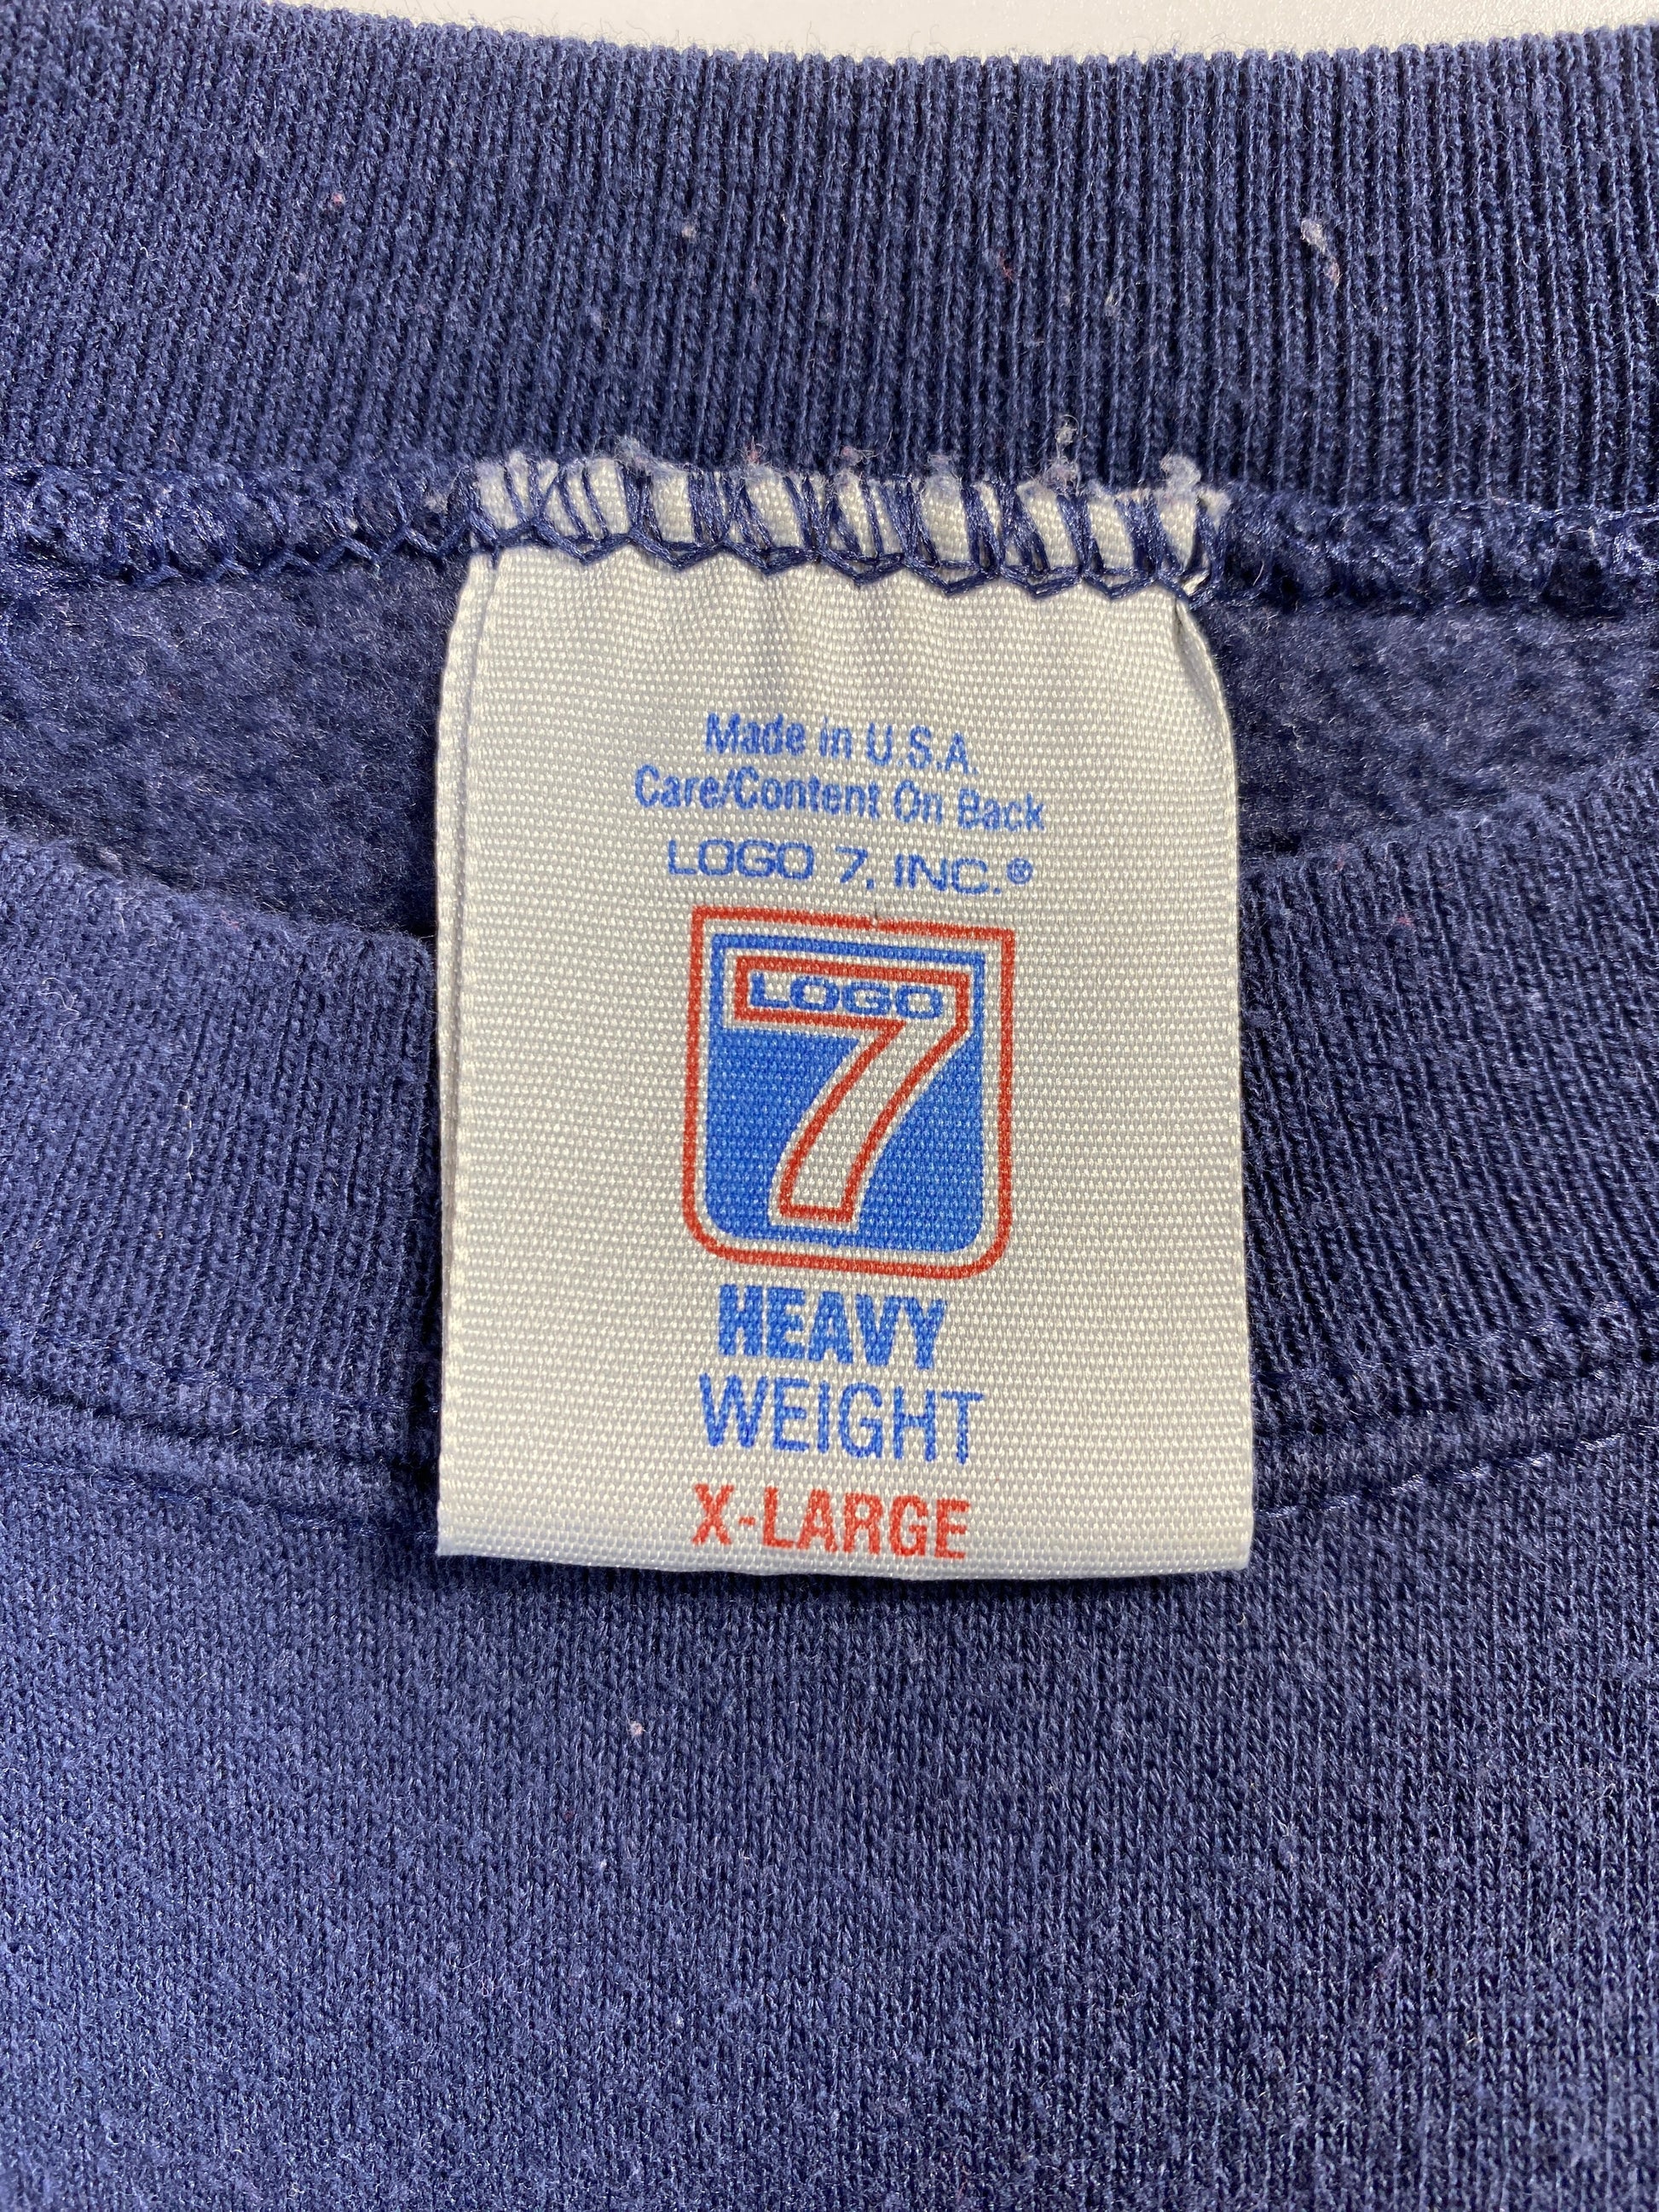 Made in U.S.A.
Care/Content On Back
LOGO 7, INC.®
LOGO
7
HEAVY
WEIGHT
X-LARGE